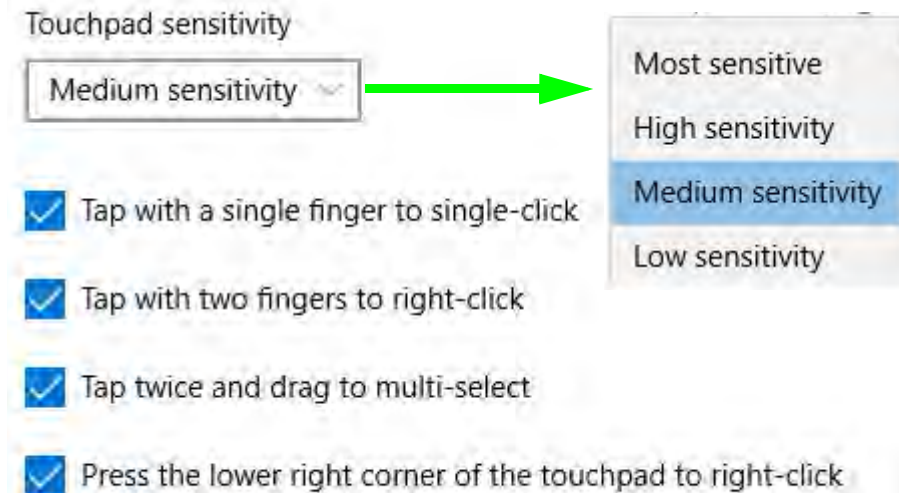 Touchpad sensitivity
Medium sensitivity
Most sensitive
High sensitivity
Medium sensitivity
Low sensitivity
Tap with a single finger to single-click
Tap with two fingers to right-click
Tap twice and drag to multi-select
Press the lower right corner of the touchpad to right-click